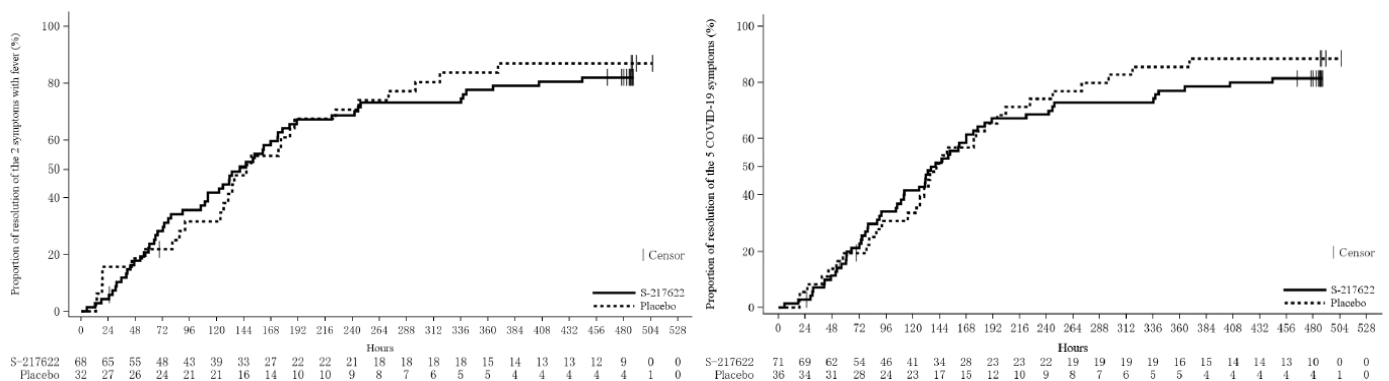 Proportion of resolution of the 2 symptoms with fever (%)
100
80
60
40
20
0
| Censor
S-217622
Placebo
0 24 48 72 96 120 144 168 192 216 240 264 288 312 336 360 384 408 432 456 480 504 528
Hours
S-217622 68 65 55 48 43 39 33 27 22 22 21 18 18 18 18 15 14 13 13 12 9 0 0
Placebo 32 27 26 24 21 21 16 14 10 10 9 8 7 6 5 5 4 4 4 4 4 1 0
Proportion of resolution of the 5 COVID-19 symptoms (%)
100
80
60
40
20
0
| Censor
S-217622
Placebo
0 24 48 72 96 120 144 168 192 216 240 264 288 312 336 360 384 408 432 456 480 504 528
Hours
S-217622 71 69 62 54 46 41 34 28 23 23 22 19 19 19 19 16 15 14 14 13 10 0 0
Placebo 36 34 31 28 24 23 17 15 12 10 9 8 7 6 5 5 4 4 4 4 4 1 0